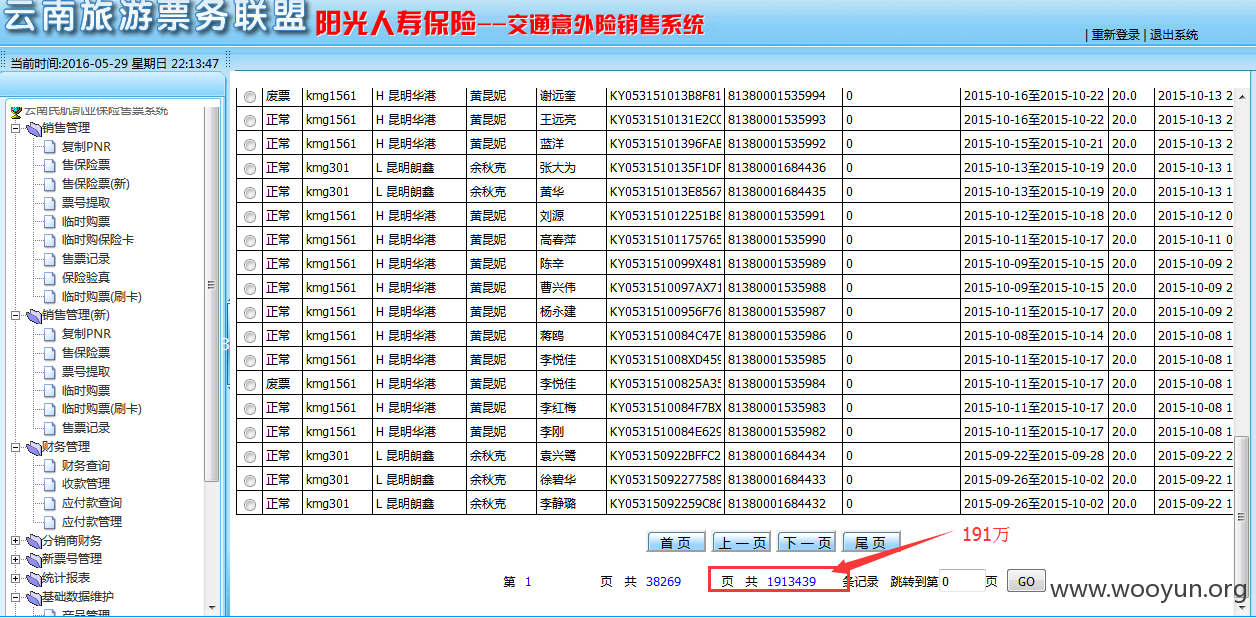 云南旅游票务联盟 阳光人寿保险--交通意外险销售系统
| 重新登录 | 退出系统
当前时间:2016-05-29 星期日 22:13:47
云南民航凯亚保险售票系统
销售管理
复制PNR
售保险票
售保险票(新)
票号提取
临时购票
临时购保险卡
售票记录
保险验真
临时购票(刷卡)
销售管理(新)
复制PNR
售保险票
票号提取
临时购票
临时购票(刷卡)
售票记录
财务管理
财务查询
收款管理
应付款查询
应付款管理
分销商财务
新票号管理
统计报表
基础数据维护
产品管理
废票 kmg1561 H 昆明华港 黄昆妮 谢远奎 KY053151013B8F81 81380001535994 0 2015-10-16至2015-10-22 20.0 2015-10-13 2
正常 kmg1561 H 昆明华港 黄昆妮 王远亮 KY0531510131E2CC 81380001535993 0 2015-10-16至2015-10-22 20.0 2015-10-13 2
正常 kmg1561 H 昆明华港 黄昆妮 蓝洋 KY05315101396FAB 81380001535992 0 2015-10-15至2015-10-21 20.0 2015-10-13 2
正常 kmg301 L 昆明朗鑫 余秋克 张大为 KY0531510135F1DF 81380001684436 0 2015-10-13至2015-10-19 20.0 2015-10-13 1
正常 kmg301 L 昆明朗鑫 余秋克 黄华 KY053151013E8567 81380001684435 0 2015-10-13至2015-10-19 20.0 2015-10-13 1
正常 kmg1561 H 昆明华港 黄昆妮 刘源 KY053151012251B8 81380001535991 0 2015-10-12至2015-10-18 20.0 2015-10-12 0
正常 kmg1561 H 昆明华港 黄昆妮 高春萍 KY05315101175765 81380001535990 0 2015-10-11至2015-10-17 20.0 2015-10-11 0
正常 kmg1561 H 昆明华港 黄昆妮 陈辛 KY0531510099X481 81380001535989 0 2015-10-09至2015-10-15 20.0 2015-10-09 2
正常 kmg1561 H 昆明华港 黄昆妮 曹兴伟 KY0531510097AX71 81380001535988 0 2015-10-09至2015-10-15 20.0 2015-10-09 2
正常 kmg1561 H 昆明华港 黄昆妮 杨永建 KY05315100956F76 81380001535987 0 2015-10-11至2015-10-17 20.0 2015-10-09 2
正常 kmg1561 H 昆明华港 黄昆妮 蒋鸥 KY0531510084C47E 81380001535986 0 2015-10-08至2015-10-14 20.0 2015-10-08 1
正常 kmg1561 H 昆明华港 黄昆妮 李悦佳 KY053151008XD459 81380001535985 0 2015-10-11至2015-10-17 20.0 2015-10-08 1
废票 kmg1561 H 昆明华港 黄昆妮 李悦佳 KY05315100825A35 81380001535984 0 2015-10-11至2015-10-17 20.0 2015-10-08 1
正常 kmg1561 H 昆明华港 黄昆妮 李红梅 KY0531510084F7BX 81380001535983 0 2015-10-11至2015-10-17 20.0 2015-10-08 1
正常 kmg1561 H 昆明华港 黄昆妮 李刚 KY0531510084E629 81380001535982 0 2015-10-11至2015-10-17 20.0 2015-10-08 1
正常 kmg301 L 昆明朗鑫 余秋克 袁兴鹭 KY053150922BFFC2 81380001684434 0 2015-09-22至2015-09-28 20.0 2015-09-22 2
正常 kmg301 L 昆明朗鑫 余秋克 徐碧华 KY05315092277589 81380001684433 0 2015-09-26至2015-10-02 20.0 2015-09-22 1
正常 kmg301 L 昆明朗鑫 余秋克 李静璐 KY05315092259C86 81380001684432 0 2015-09-26至2015-10-02 20.0 2015-09-22 1
首 页 上 一 页 下 一 页 尾 页 191万
第 1 页 共 38269 页 共 1913439 条记录 跳转到第 0 页 GO
www.wooyun.org